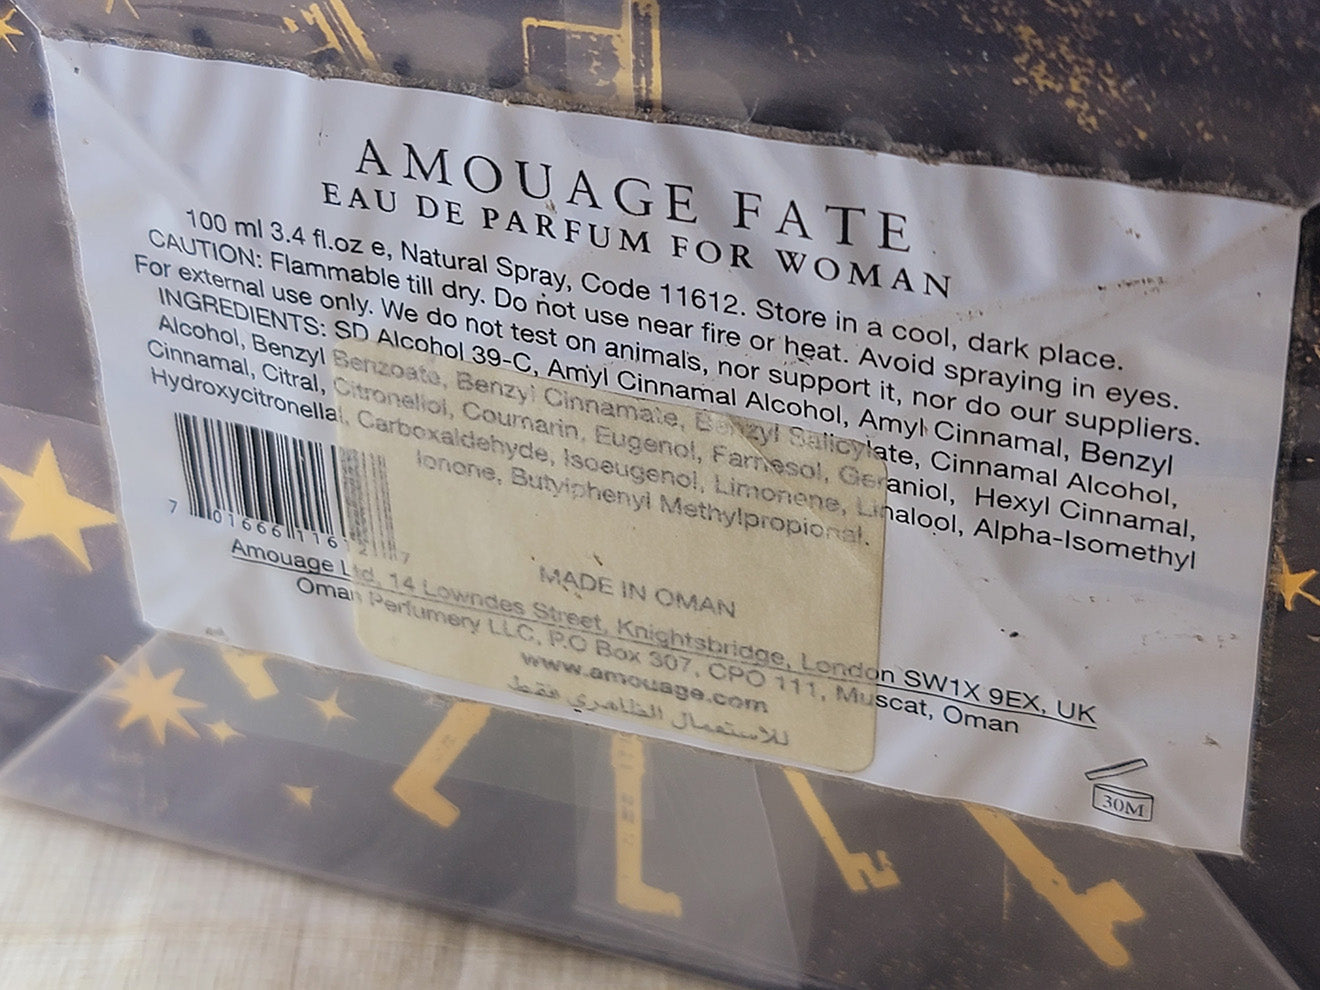 AMOUAGE FATE
EAU DE PARFUM FOR WOMAN
100 ml 3.4 fl.oz e, Natural Spray, Code 11612. Store in a cool, dark place.
CAUTION: Flammable till dry. Do not use near fire or heat. Avoid spraying in eyes.
For external use only. We do not test on animals, nor support it, nor do our suppliers.
INGREDIENTS: SD Alcohol 39-C, Amyl Cinnamal Alcohol, Amyl Cinnamal, Benzyl
Alcohol, Benzyl Benzoate, Benzyl Cinnamate, Benzyl Salicylate, Cinnamal Alcohol,
Cinnamal, Citral, Citronellol, Coumarin, Eugenol, Farnesol, Geraniol, Hexyl Cinnamal,
Hydroxycitronellal, Carboxaldehyde, Isoeugenol, Limonene, Linalool, Alpha-Isomethyl
Ionone, Butylphenyl Methylpropional.
7 01666 116 2 7
MADE IN OMAN
Amouage Ltd, 14 Lowndes Street, Knightsbridge, London SW1X 9EX, UK
Oman Perfumery LLC, P.O Box 307, CPO 111, Muscat, Oman
www.amouage.com
للاستعمال الظاهري فقط
30M